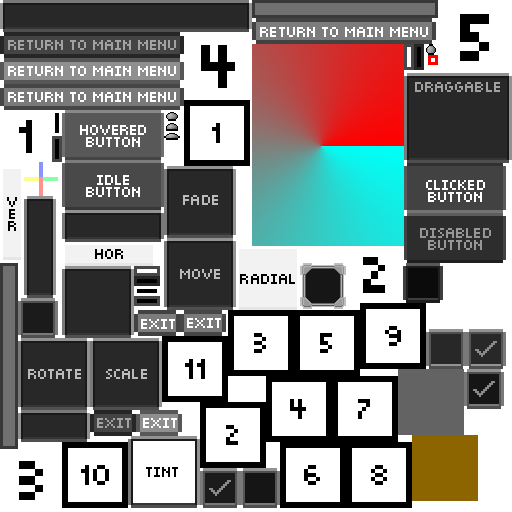 RETURN TO MAIN MENU
RETURN TO MAIN MENU
RETURN TO MAIN MENU
RETURN TO MAIN MENU
4
5
1
HOVERED
BUTTON
1
DRAGGABLE
IDLE
BUTTON
FADE
CLICKED
BUTTON
VER
DISABLED
BUTTON
HOR
MOVE
RADIAL
2
EXIT
EXIT
3
5
9
ROTATE
SCALE
11
4
7
EXIT
EXIT
2
3
10
TINT
6
8